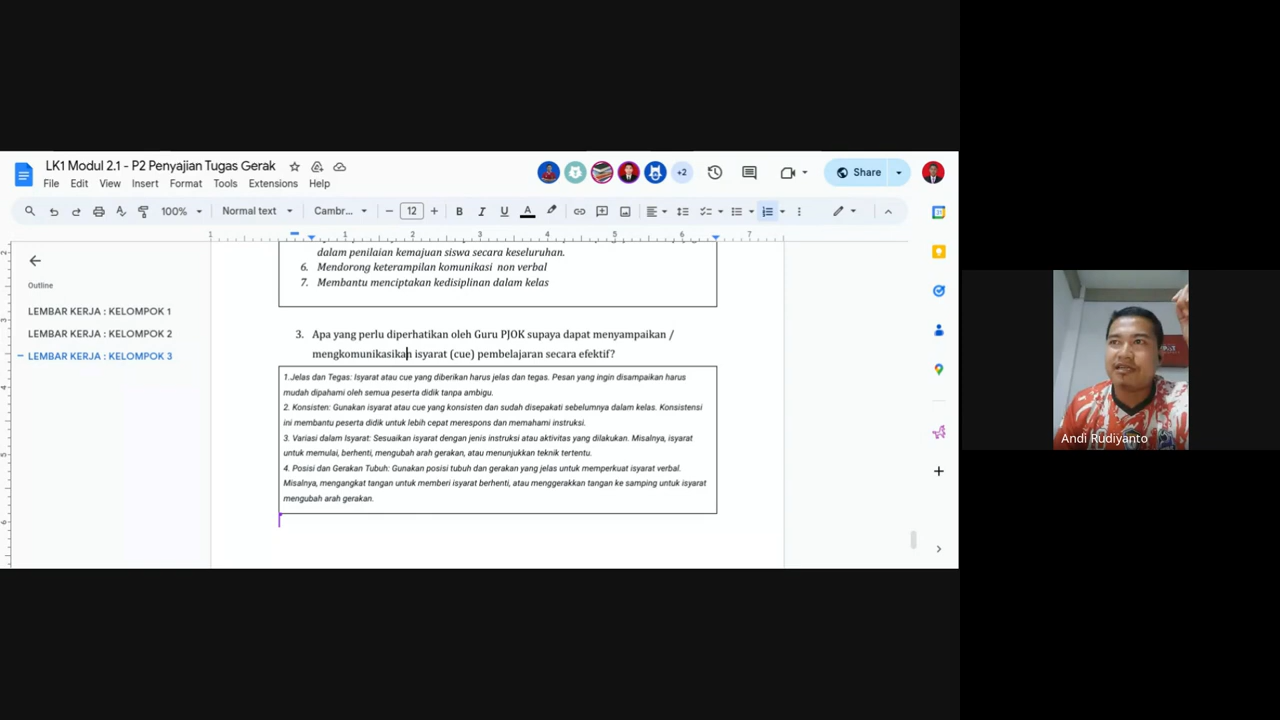 LK1 Modul 2.1 - P2 Penyajian Tugas Gerak
File Edit View Insert Format Tools Extensions Help
+2
Share
100%
Normal text
Cambr...
12
B I U A
1 1 2 3 4 5 6 7
Outline
LEMBAR KERJA : KELOMPOK 1
LEMBAR KERJA : KELOMPOK 2
LEMBAR KERJA : KELOMPOK 3
dalam penilaian kemajuan siswa secara keseluruhan.
6. Mendorong keterampilan komunikasi non verbal
7. Membantu menciptakan kedisiplinan dalam kelas
3. Apa yang perlu diperhatikan oleh Guru PJOK supaya dapat menyampaikan /
mengkomunikasikan isyarat (cue) pembelajaran secara efektif?
1.Jelas dan Tegas: Isyarat atau cue yang diberikan harus jelas dan tegas. Pesan yang ingin disampaikan harus
mudah dipahami oleh semua peserta didik tanpa ambigu.
2. Konsisten: Gunakan isyarat atau cue yang konsisten dan sudah disepakati sebelumnya dalam kelas. Konsistensi
ini membantu peserta didik untuk lebih cepat merespons dan memahami instruksi.
3. Variasi dalam Isyarat: Sesuaikan isyarat dengan jenis instruksi atau aktivitas yang dilakukan. Misalnya, isyarat
untuk memulai, berhenti, mengubah arah gerakan, atau menunjukkan teknik tertentu.
4. Posisi dan Gerakan Tubuh: Gunakan posisi tubuh dan gerakan yang jelas untuk memperkuat isyarat verbal.
Misalnya, mengangkat tangan untuk memberi isyarat berhenti, atau menggerakkan tangan ke samping untuk isyarat
mengubah arah gerakan.
Andi Rudiyanto